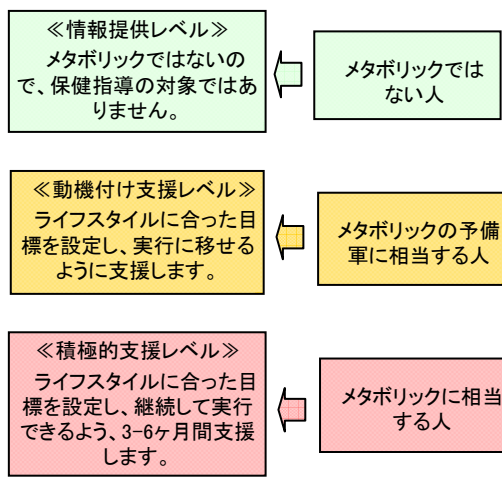 ≪情報提供レベル≫
メタボリックではないの
で、保健指導の対象ではあ
りません。
メタボリックでは
ない人
≪動機付け支援レベル≫
ライフスタイルに合った目
標を設定し、実行に移せる
ように支援します。
メタボリックの予備
軍に相当する人
≪積極的支援レベル≫
ライフスタイルに合った目
標を設定し、継続して実行
できるよう、3-6ヶ月間支援
します。
メタボリックに相当
する人